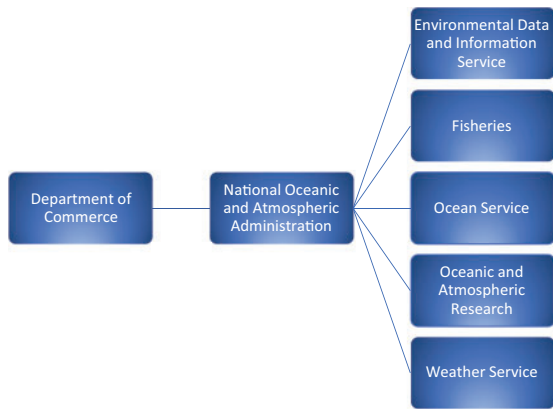 Department of
Commerce
National Oceanic
and Atmospheric
Administration
Environmental Data
and Information
Service
Fisheries
Ocean Service
Oceanic and
Atmospheric
Research
Weather Service